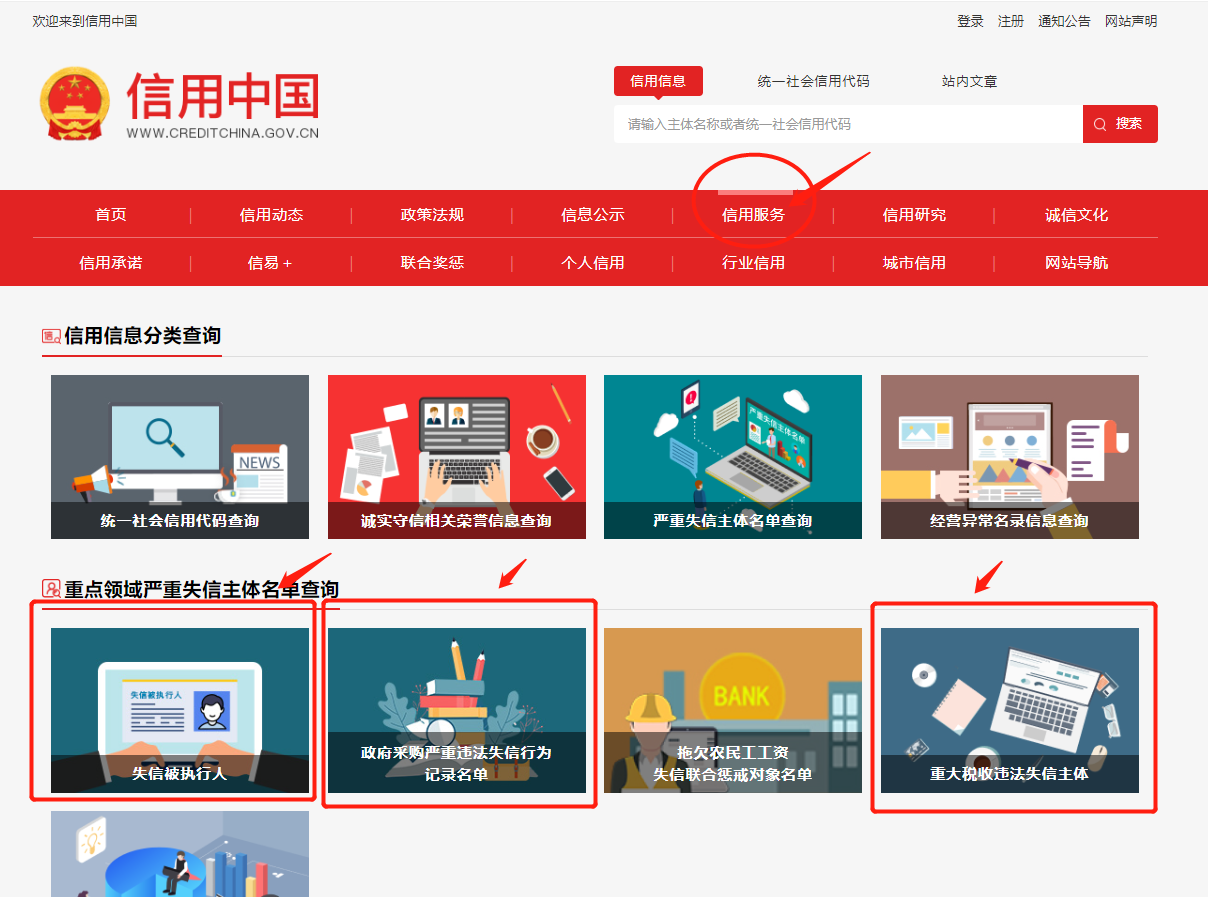 欢迎来到信用中国
登录 注册 通知公告 网站声明
信用中国
WWW.CREDITCHINA.GOV.CN
信用信息 统一社会信用代码 站内文章
请输入主体名称或者统一社会信用代码
搜索
首页 信用动态 政策法规 信息公示 信用服务 信用研究 诚信文化
信用承诺 信易+ 联合奖惩 个人信用 行业信用 城市信用 网站导航
信用信息分类查询
NEWS
严重失信主体名单
统一社会信用代码查询
诚实守信相关荣誉信息查询
严重失信主体名单查询
经营异常名录信息查询
重点领域严重失信主体名单查询
失信被执行人
失信被执行人
政府采购严重违法失信行为
记录名单
BANK
拖欠农民工工资
失信联合惩戒对象名单
重大税收违法失信主体